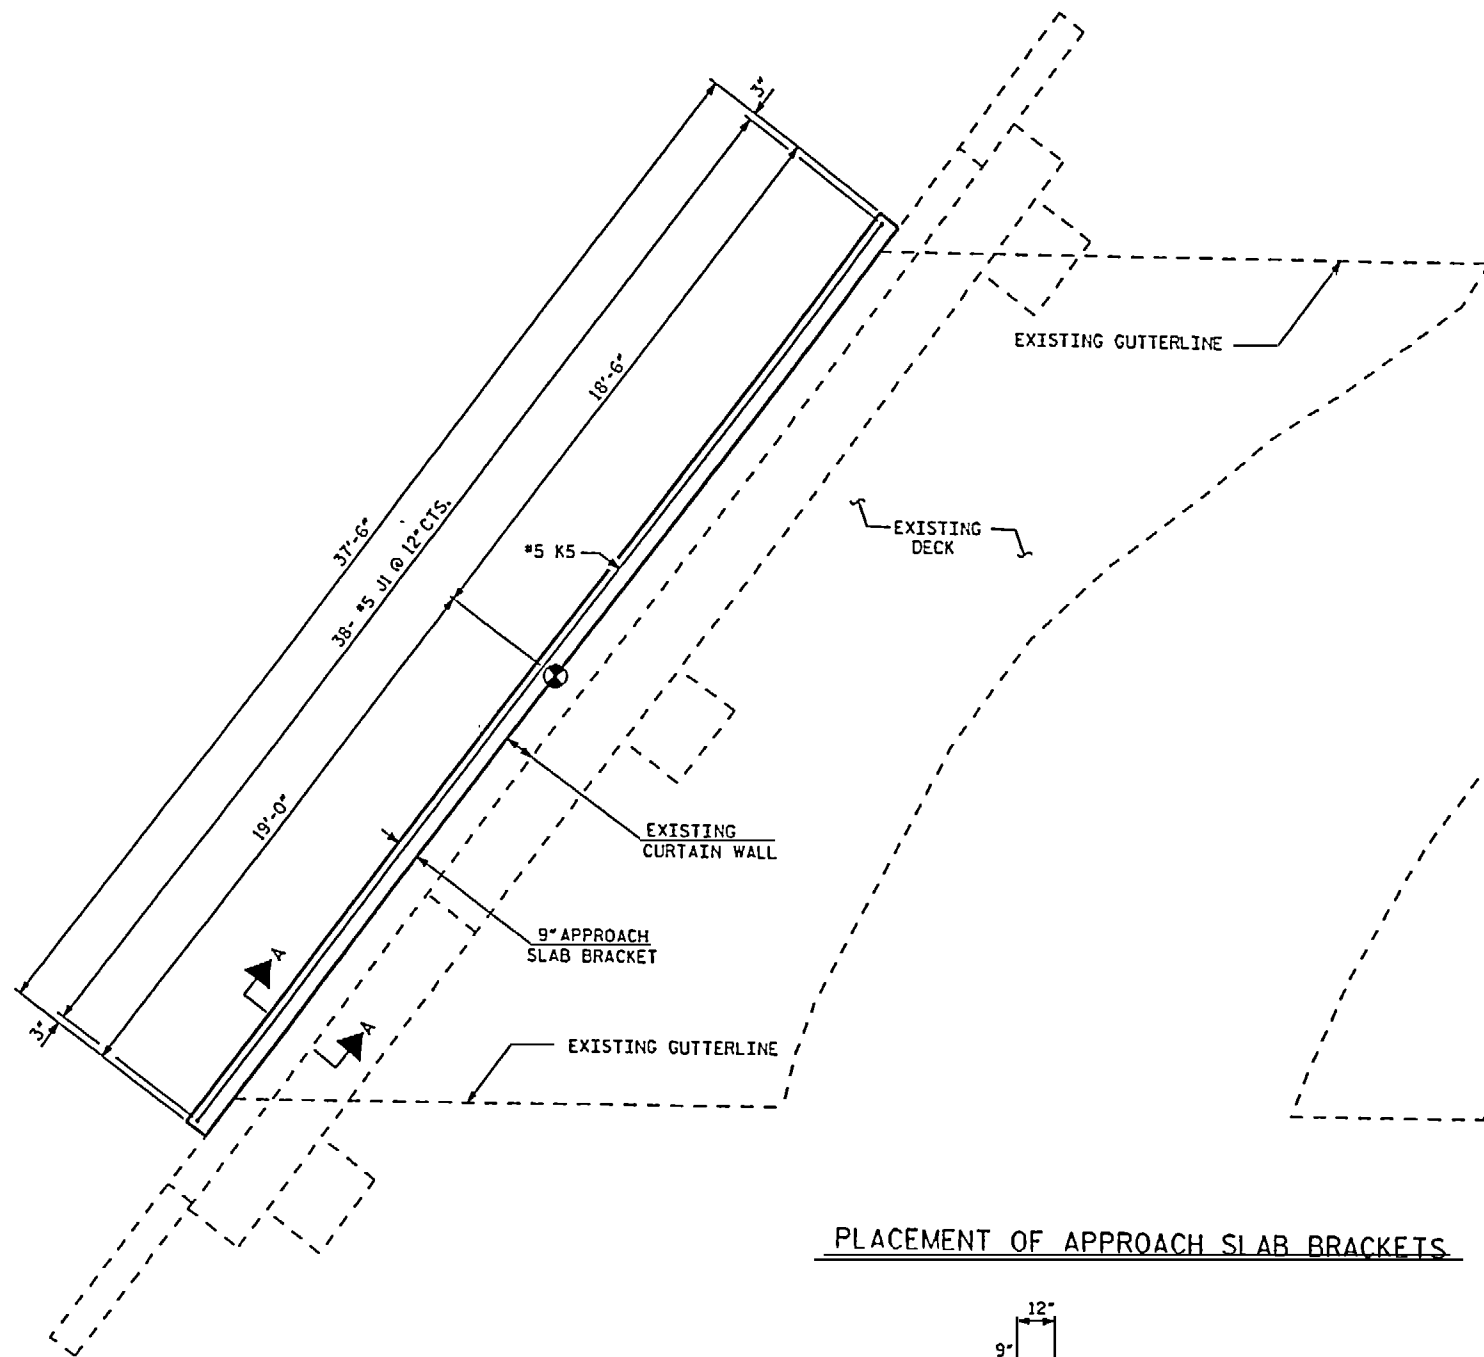 3"
EXISTING GUTTERLINE
18'-6"
37'-6"
38- #5 J1 @ 12" CTS.
#5 K5
EXISTING
DECK
19'-0"
EXISTING
CURTAIN WALL
9" APPROACH
SLAB BRACKET
A
A
3"
EXISTING GUTTERLINE
PLACEMENT OF APPROACH SLAB BRACKETS
12"
9"